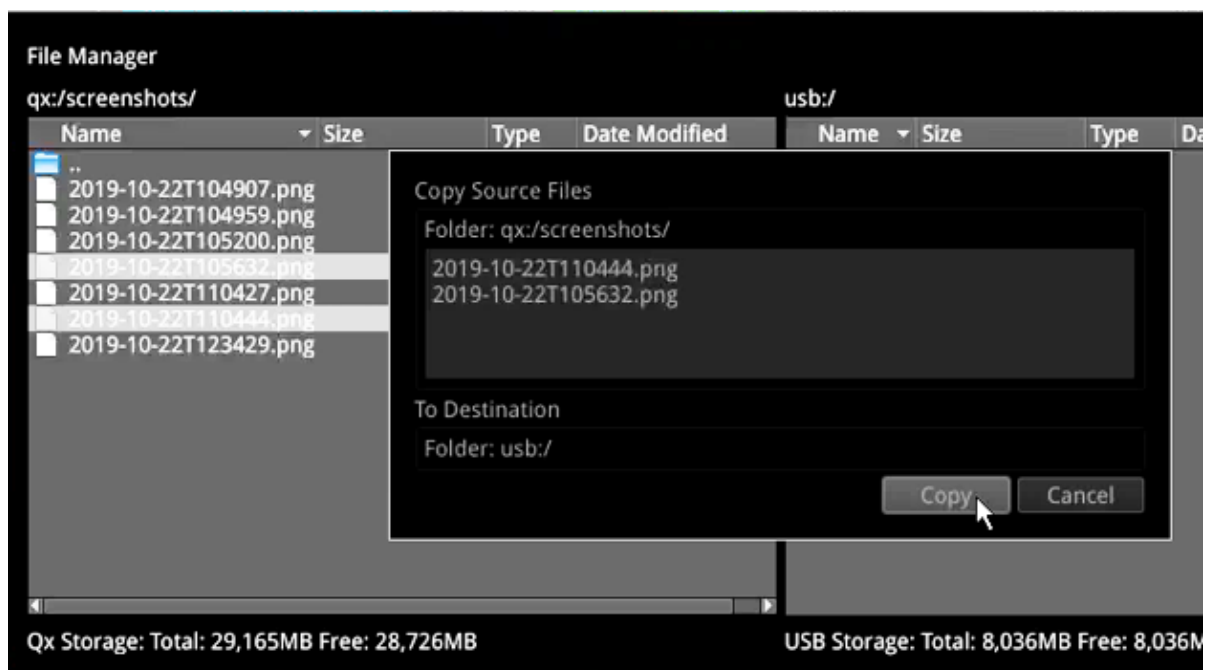 File Manager
qx:/screenshots/
usb:/
Name Size Type Date Modified
Name Size Type
..
2019-10-22T104907.png
2019-10-22T104959.png
2019-10-22T105200.png
2019-10-22T105632.png
2019-10-22T110427.png
2019-10-22T110444.png
2019-10-22T123429.png
Copy Source Files
Folder: qx:/screenshots/
2019-10-22T110444.png
2019-10-22T105632.png
To Destination
Folder: usb:/
Copy Cancel
Qx Storage: Total: 29,165MB Free: 28,726MB
USB Storage: Total: 8,036MB Free: 8,036M